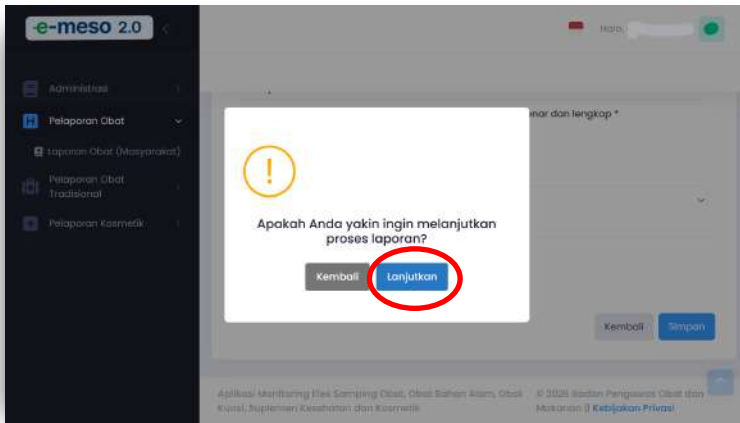 e-meso 2.0
Halo,
Administrasi
Pelaporan Obat
Laporan Obat (Masyarakat)
Pelaporan Obat
Tradisional
Pelaporan Kosmetik
enar dan lengkap *
!
Apakah Anda yakin ingin melanjutkan
proses laporan?
Kembali
Lanjutkan
Kembali
Simpan
Aplikasi Monitoring Efek Samping Obat, Obat Bahan Alam, Obat
Kuasi, Suplemen Kesehatan dan Kosmetik
© 2026 Badan Pengawas Obat dan
Makanan || Kebijakan Privasi